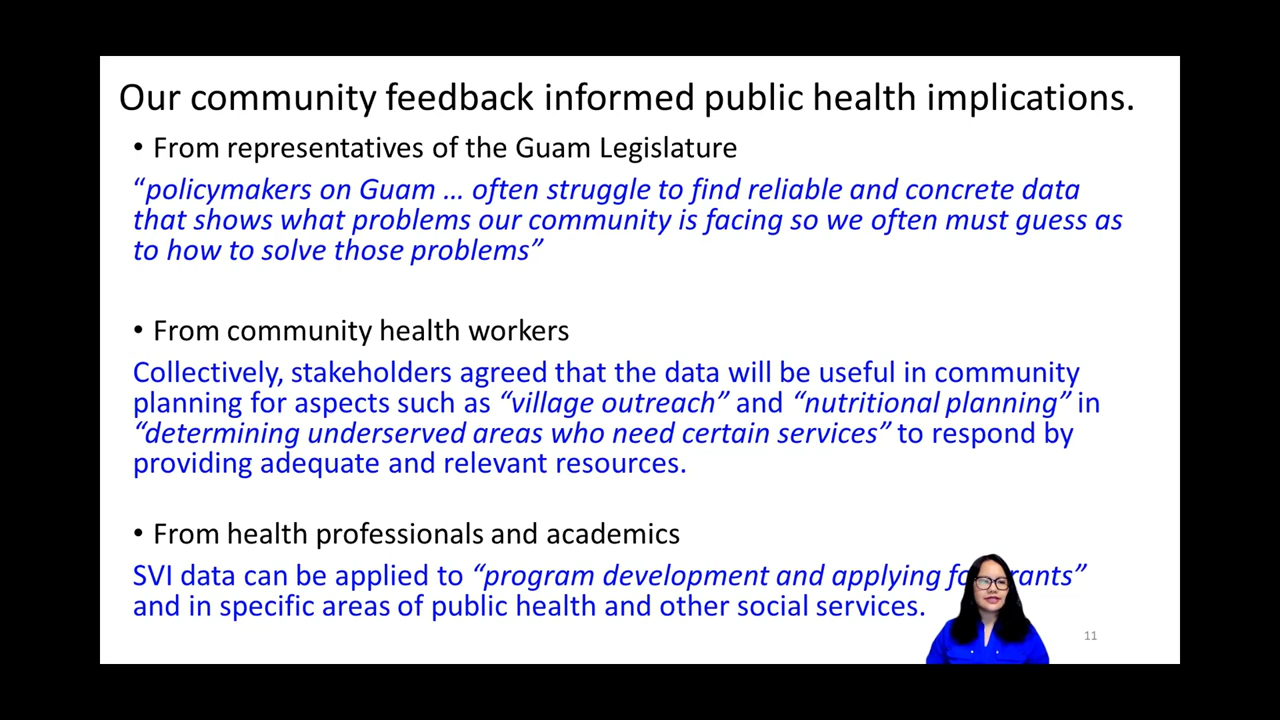 Our community feedback informed public health implications.
• From representatives of the Guam Legislature
“policymakers on Guam … often struggle to find reliable and concrete data
that shows what problems our community is facing so we often must guess as
to how to solve those problems”
• From community health workers
Collectively, stakeholders agreed that the data will be useful in community
planning for aspects such as “village outreach” and “nutritional planning” in
“determining underserved areas who need certain services” to respond by
providing adequate and relevant resources.
• From health professionals and academics
SVI data can be applied to “program development and applying
and in specific areas of public health and other social services.
11